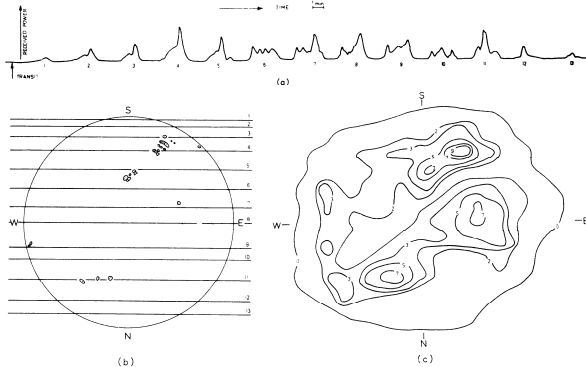 TIME
1 min
RECEIVED POWER
TRANSIT
1 2 3 4 5 6 7 8 9 10 11 12 13
(a)
S
1
2
3
4
5
6
7
W 8 E
9
10
11
12
13
N
(b)
S
W E
N
(c)